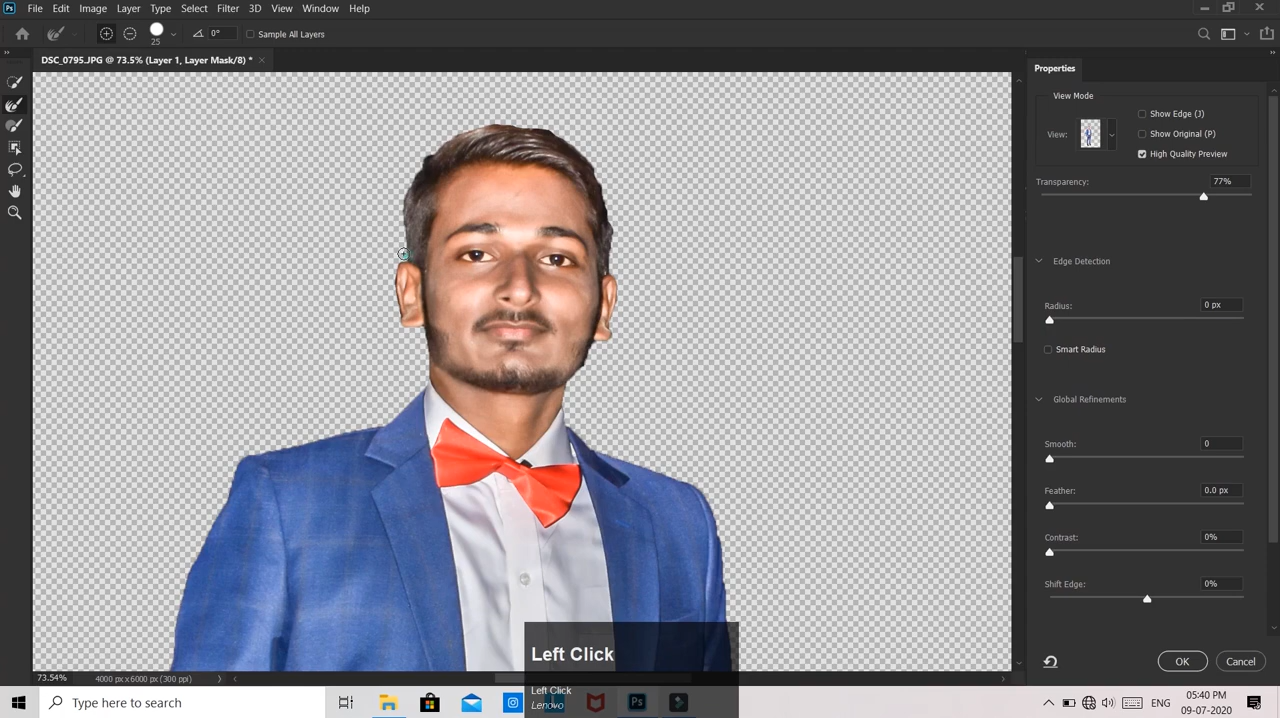 Ps File Edit Image Layer Type Select Filter 3D View Window Help
25 0° Sample All Layers
DSC_0795.JPG @ 73.5% (Layer 1, Layer Mask/8) *
Properties
View Mode
View:
Show Edge (J)
Show Original (P)
High Quality Preview
Transparency: 77%
Edge Detection
Radius: 0 px
Smart Radius
Global Refinements
Smooth: 0
Feather: 0.0 px
Contrast: 0%
Shift Edge: 0%
OK Cancel
Left Click
Left Click
Lenovo
73.54% 4000 px x 6000 px (300 ppi)
Type here to search
Ps
ENG
05:40 PM
09-07-2020